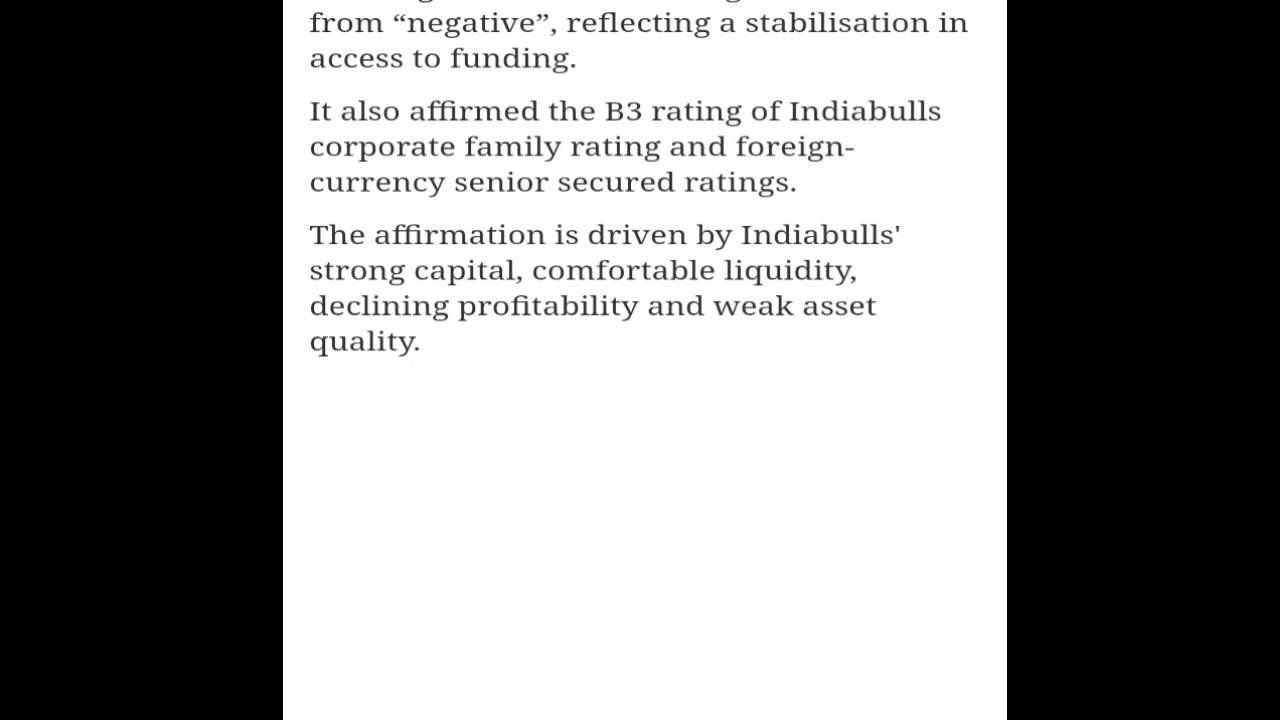 from “negative”, reflecting a stabilisation in
access to funding.
It also affirmed the B3 rating of Indiabulls
corporate family rating and foreign-
currency senior secured ratings.
The affirmation is driven by Indiabulls'
strong capital, comfortable liquidity,
declining profitability and weak asset
quality.